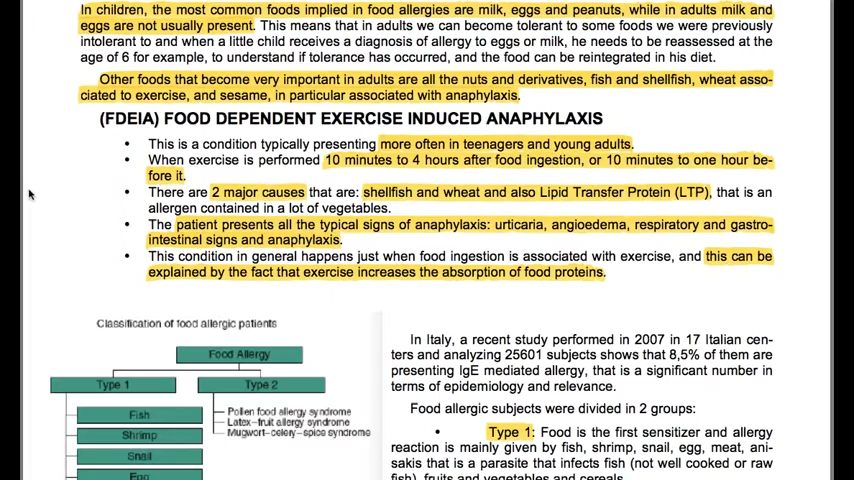 In children, the most common foods implied in food allergies are milk, eggs and peanuts, while in adults milk and
eggs are not usually present. This means that in adults we can become tolerant to some foods we were previously
intolerant to and when a little child receives a diagnosis of allergy to eggs or milk, he needs to be reassessed at the
age of 6 for example, to understand if tolerance has occurred, and the food can be reintegrated in his diet.
Other foods that become very important in adults are all the nuts and derivatives, fish and shellfish, wheat asso-
ciated to exercise, and sesame, in particular associated with anaphylaxis.
(FDEIA) FOOD DEPENDENT EXERCISE INDUCED ANAPHYLAXIS
• This is a condition typically presenting more often in teenagers and young adults.
• When exercise is performed 10 minutes to 4 hours after food ingestion, or 10 minutes to one hour be-
fore it.
• There are 2 major causes that are: shellfish and wheat and also Lipid Transfer Protein (LTP), that is an
allergen contained in a lot of vegetables.
• The patient presents all the typical signs of anaphylaxis: urticaria, angioedema, respiratory and gastro-
intestinal signs and anaphylaxis.
• This condition in general happens just when food ingestion is associated with exercise, and this can be
explained by the fact that exercise increases the absorption of food proteins.
Classification of food allergic patients
Food Allergy
Type 1
Type 2
Fish
Shrimp
Snail
Egg
Pollen food allergy syndrome
Latex-fruit allergy syndrome
Mugwort-celery-spice syndrome
In Italy, a recent study performed in 2007 in 17 Italian cen-
ters and analyzing 25601 subjects shows that 8,5% of them are
presenting IgE mediated allergy, that is a significant number in
terms of epidemiology and relevance.
Food allergic subjects were divided in 2 groups:
• Type 1: Food is the first sensitizer and allergy
reaction is mainly given by fish, shrimp, snail, egg, meat, ani-
sakis that is a parasite that infects fish (not well cooked or raw
fish), fruits and vegetables and cereals.